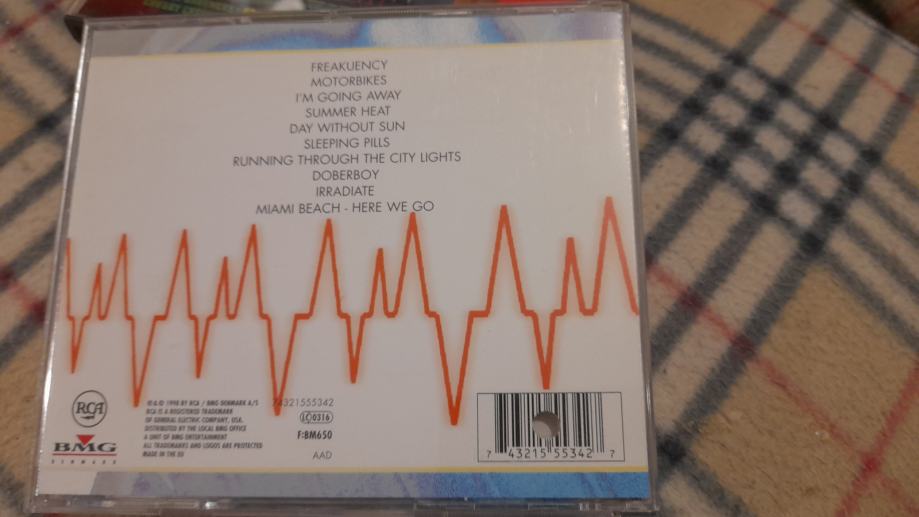 FREAKUENCY
MOTORBIKES
I'M GOING AWAY
SUMMER HEAT
DAY WITHOUT SUN
SLEEPING PILLS
RUNNING THROUGH THE CITY LIGHTS
DOBERBOY
IRRADIATE
MIAMI BEACH - HERE WE GO
RCA
BMG
DENMARK
℗ & © 1998 BY RCA / BMG DENMARK A/S
RCA IS A REGISTERED TRADEMARK
OF GENERAL ELECTRIC COMPANY, USA.
DISTRIBUTED BY THE LOCAL BMG OFFICE
A UNIT OF BMG ENTERTAINMENT
ALL TRADEMARKS AND LOGOS ARE PROTECTED
MADE IN THE EU
74321555342
LC 0316
F:BM650
AAD
7 43215 55342 7